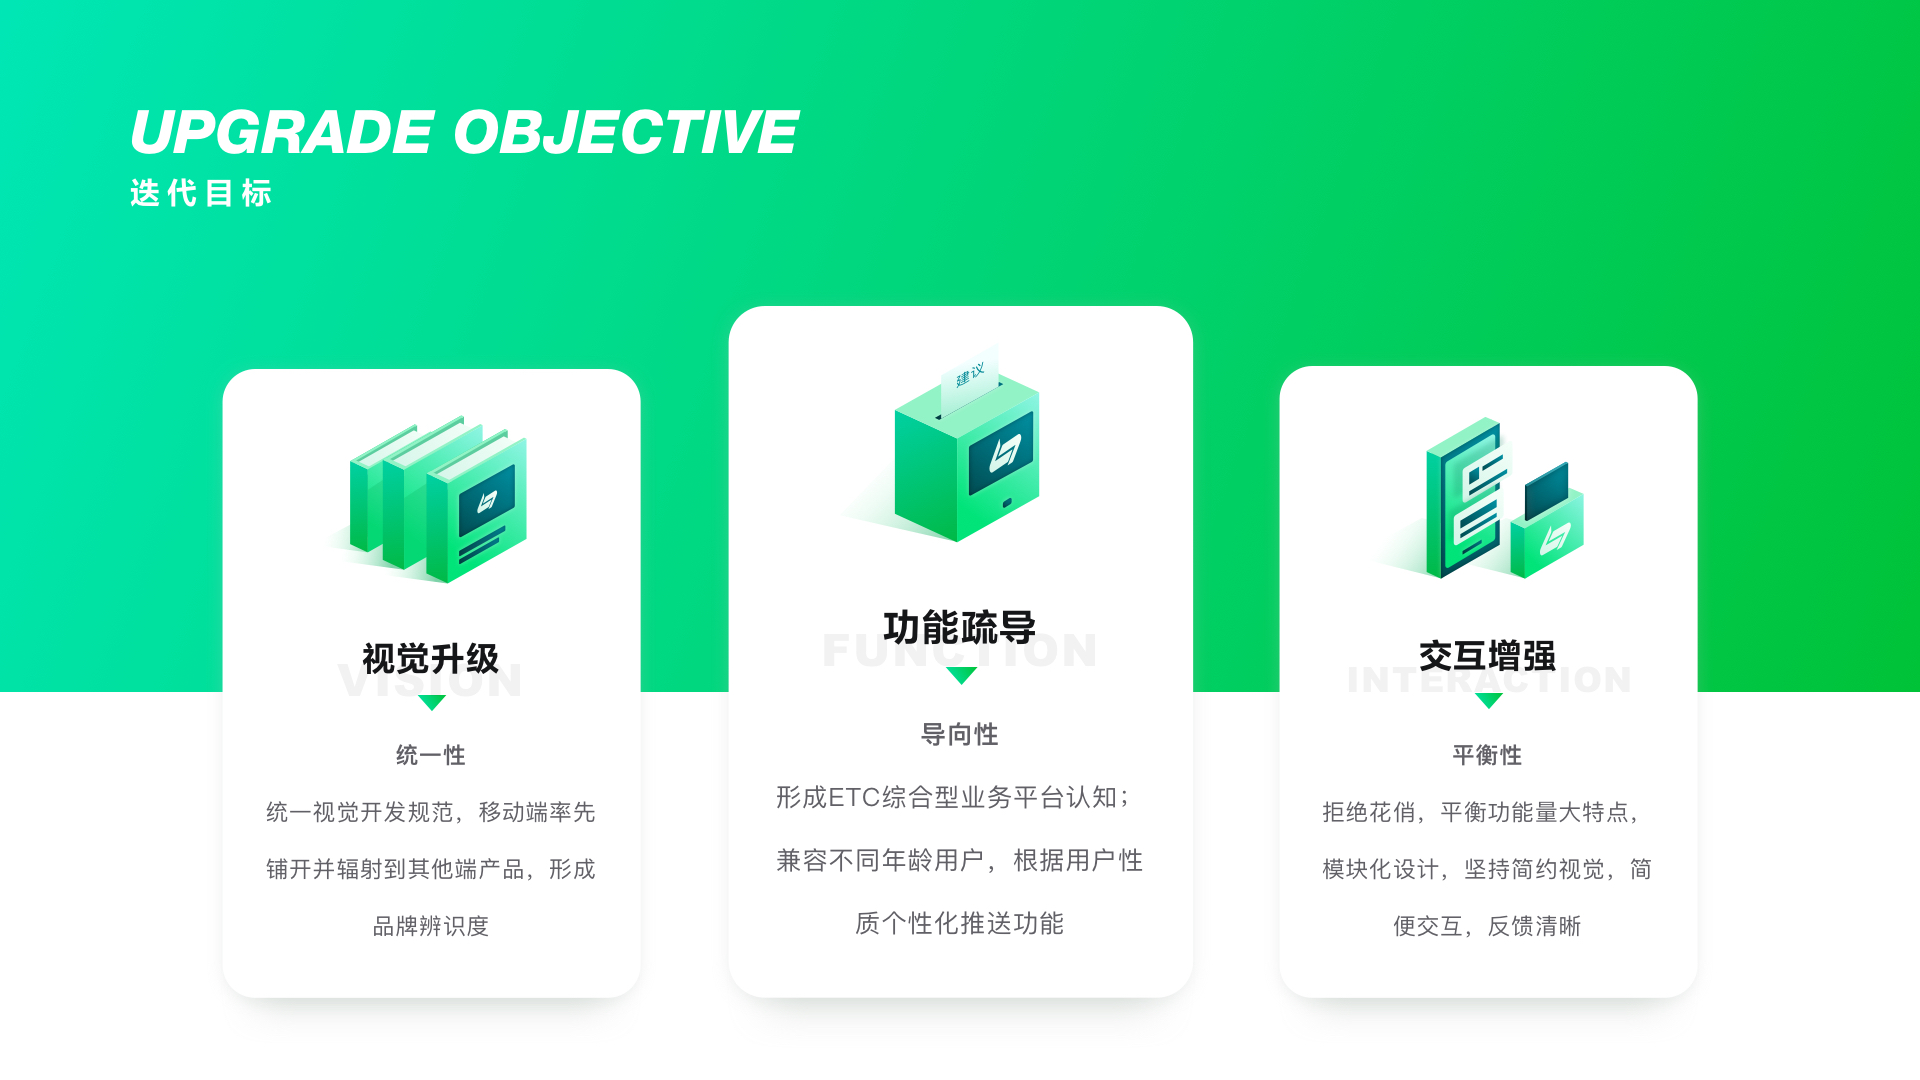 UPGRADE OBJECTIVE
迭代目标
视觉升级
VISION
统一性
统一视觉开发规范，移动端率先
铺开并辐射到其他端产品，形成
品牌辨识度
建议
功能疏导
FUNCTION
导向性
形成ETC综合型业务平台认知；
兼容不同年龄用户，根据用户性
质个性化推送功能
交互增强
INTERACTION
平衡性
拒绝花俏，平衡功能量大特点，
模块化设计，坚持简约视觉，简
便交互，反馈清晰